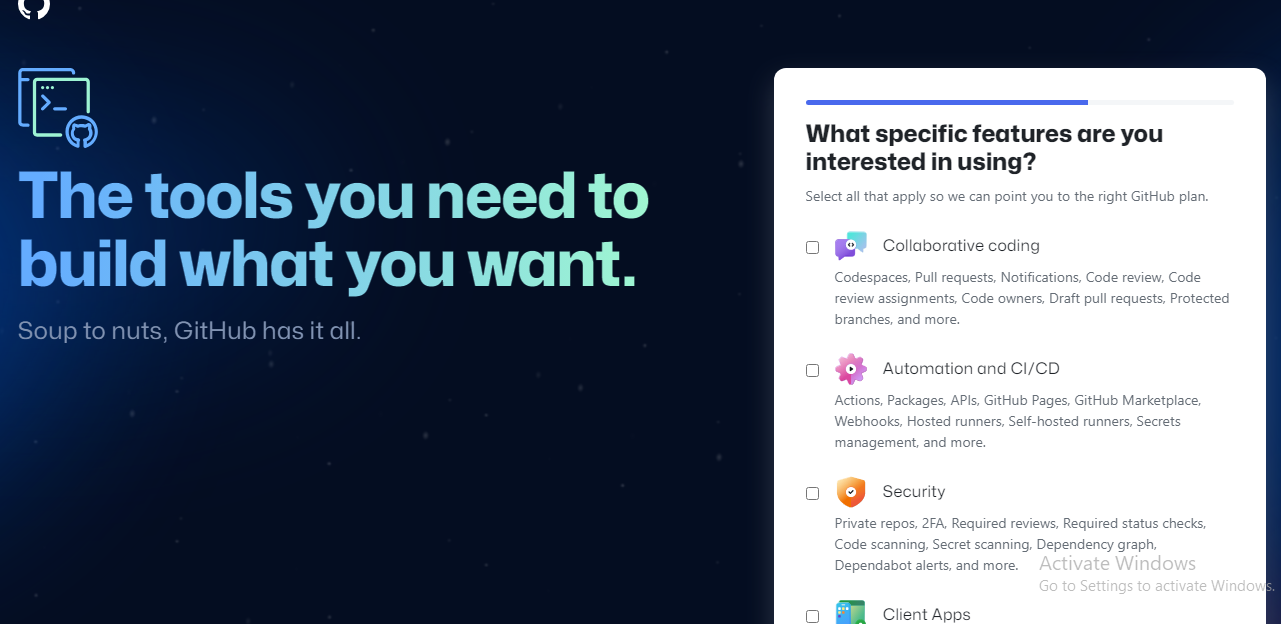 The tools you need to
build what you want.
Soup to nuts, GitHub has it all.
What specific features are you
interested in using?
Select all that apply so we can point you to the right GitHub plan.
Collaborative coding
Codespaces, Pull requests, Notifications, Code review, Code
review assignments, Code owners, Draft pull requests, Protected
branches, and more.
Automation and CI/CD
Actions, Packages, APIs, GitHub Pages, GitHub Marketplace,
Webhooks, Hosted runners, Self-hosted runners, Secrets
management, and more.
Security
Private repos, 2FA, Required reviews, Required status checks,
Code scanning, Secret scanning, Dependency graph,
Dependabot alerts, and more.
Activate Windows
Go to Settings to activate Windows.
Client Apps